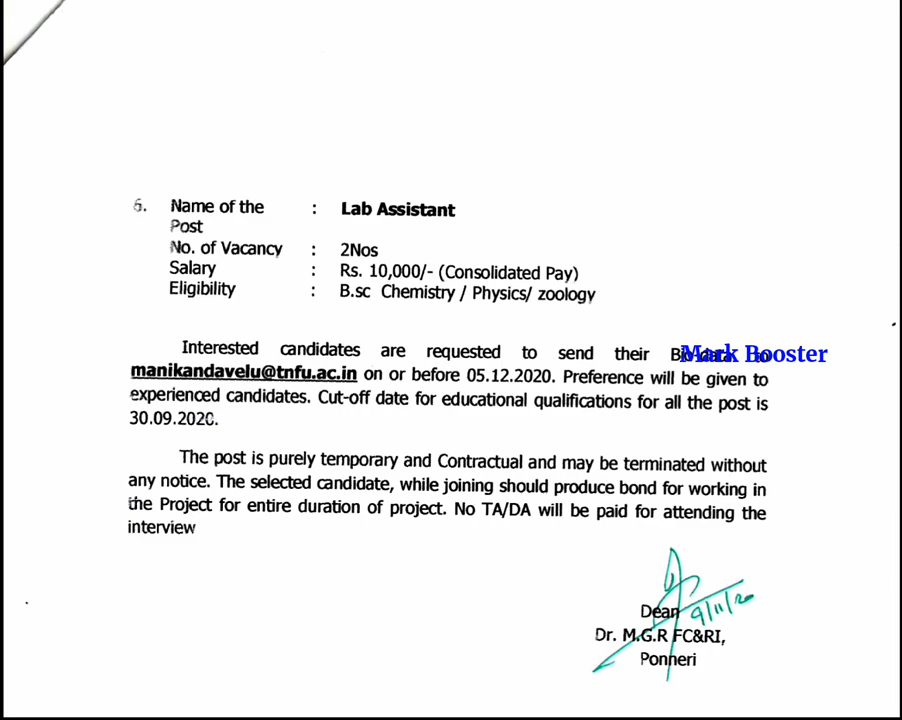 6. Name of the : Lab Assistant
Post
No. of Vacancy : 2Nos
Salary : Rs. 10,000/- (Consolidated Pay)
Eligibility : B.sc Chemistry / Physics/ zoology
Interested candidates are requested to send their to
Mark Booster
manikandavelu@tnfu.ac.in on or before 05.12.2020. Preference will be given to
experienced candidates. Cut-off date for educational qualifications for all the post is
30.09.2020.
The post is purely temporary and Contractual and may be terminated without
any notice. The selected candidate, while joining should produce bond for working in
the Project for entire duration of project. No TA/DA will be paid for attending the
interview
Dean 9/11/20
Dr. M.G.R FC&RI,
Ponneri